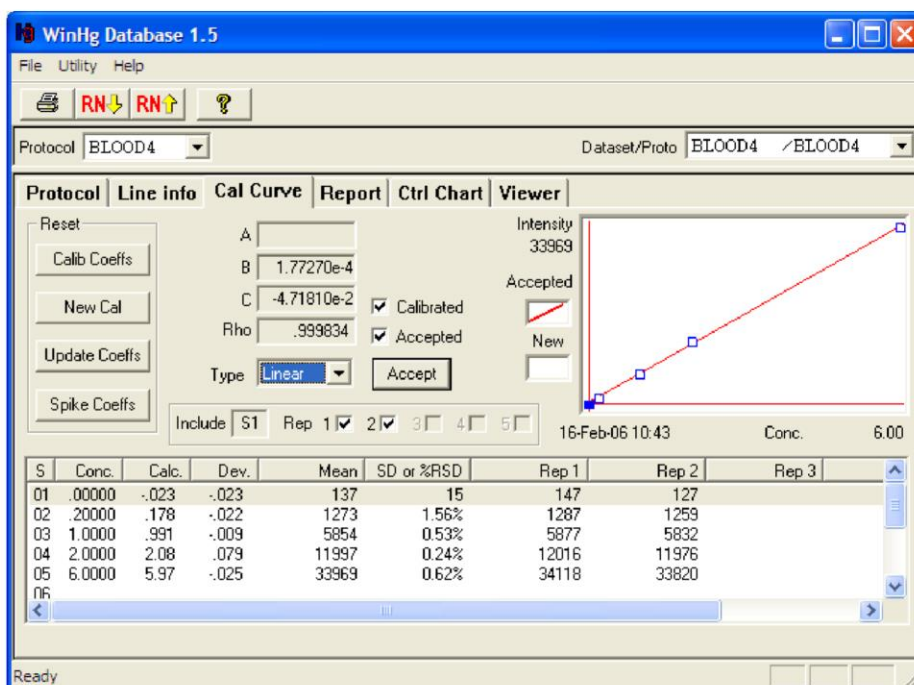 WinHg Database 1.5
File Utility Help
RN RN ?
Protocol BLOOD4 Dataset/Proto BLOOD4 /BLOOD4
Protocol Line info Cal Curve Report Ctrl Chart Viewer
Reset
Calib Coeffs
New Cal
Update Coeffs
Spike Coeffs
A
B 1.77270e-4
C -4.71810e-2
Rho .999834
Calibrated
Accepted
Type Linear Accept
Include S1 Rep 1 2 3 4 5
Intensity
33969
Accepted
New
16-Feb-06 10:43 Conc. 6.00
S Conc. Calc. Dev. Mean SD or %RSD Rep 1 Rep 2 Rep 3
01 .00000 -.023 -.023 137 15 147 127
02 .20000 .178 -.022 1273 1.56% 1287 1259
03 1.0000 .991 -.009 5854 0.53% 5877 5832
04 2.0000 2.08 .079 11997 0.24% 12016 11976
05 6.0000 5.97 -.025 33969 0.62% 34118 33820
06
Ready